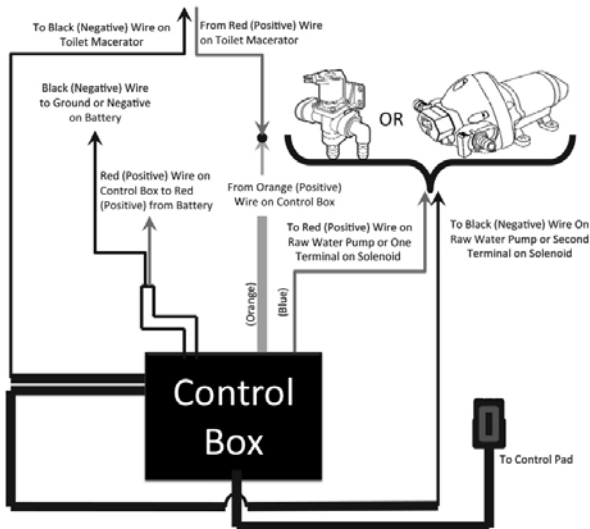 To Black (Negative) Wire on
Toilet Macerator
From Red (Positive) Wire
on Toilet Macerator
Black (Negative) Wire
to Ground or Negative
on Battery
OR
Red (Positive) Wire on
Control Box to Red
(Positive) from Battery
From Orange (Positive)
Wire on Control Box
To Red (Positive) Wire on
Raw Water Pump or One
Terminal on Solenoid
To Black (Negative) Wire On
Raw Water Pump or Second
Terminal on Solenoid
(Orange)
(Blue)
Control
Box
To Control Pad